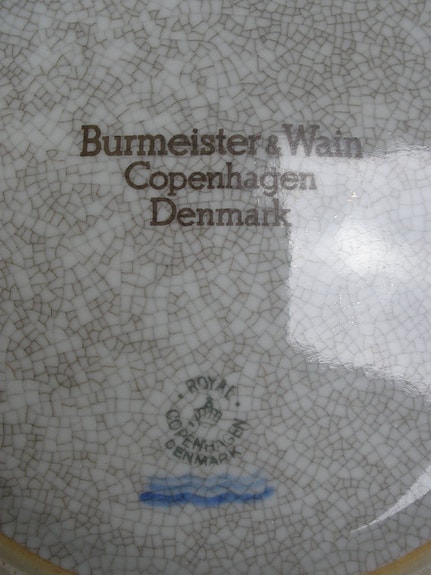 Burmeister & Wain
Copenhagen
Denmark
ROYAL
COPENHAGEN
DENMARK